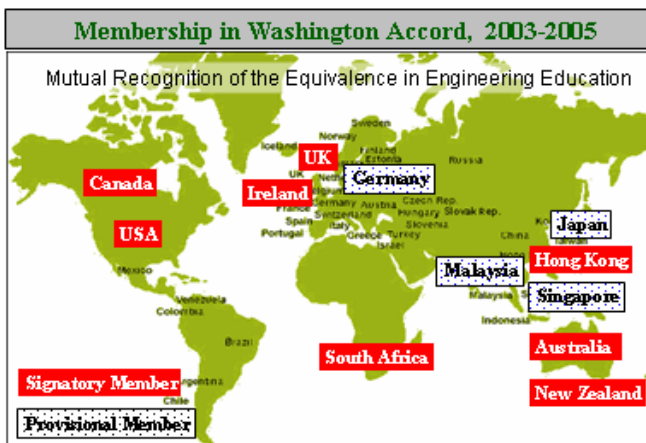 Membership in Washington Accord, 2003-2005
Mutual Recognition of the Equivalence in Engineering Education
Sweden
Norway
Iceland
Finland
UK
Estonia
Russia
UK
Germany
Canada
Ireland
Germany
Austria
Czech Rep.
France
Switzerland
Hungary
Slovak Rep.
USA
Spain
Slovenia
Japan
Portugal
Italy
Greece
Turkey
China
Taiwan
Israel
Hong Kong
Mexico
Malaysia
Venezuela
Malaysia
Singapore
Colombia
Indonesia
Brazil
South Africa
Australia
Signatory Member
Argentina
New Zealand
Chile
Provisional Member